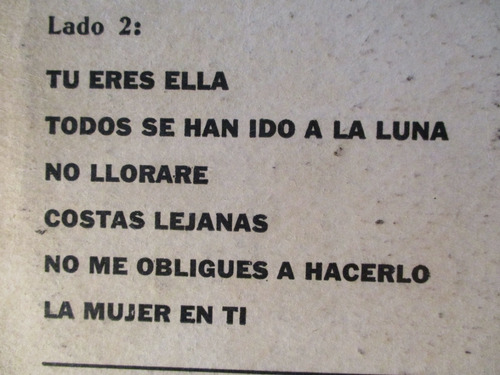 Lado 2:
TU ERES ELLA
TODOS SE HAN IDO A LA LUNA
NO LLORARE
COSTAS LEJANAS
NO ME OBLIGUES A HACERLO
LA MUJER EN TI